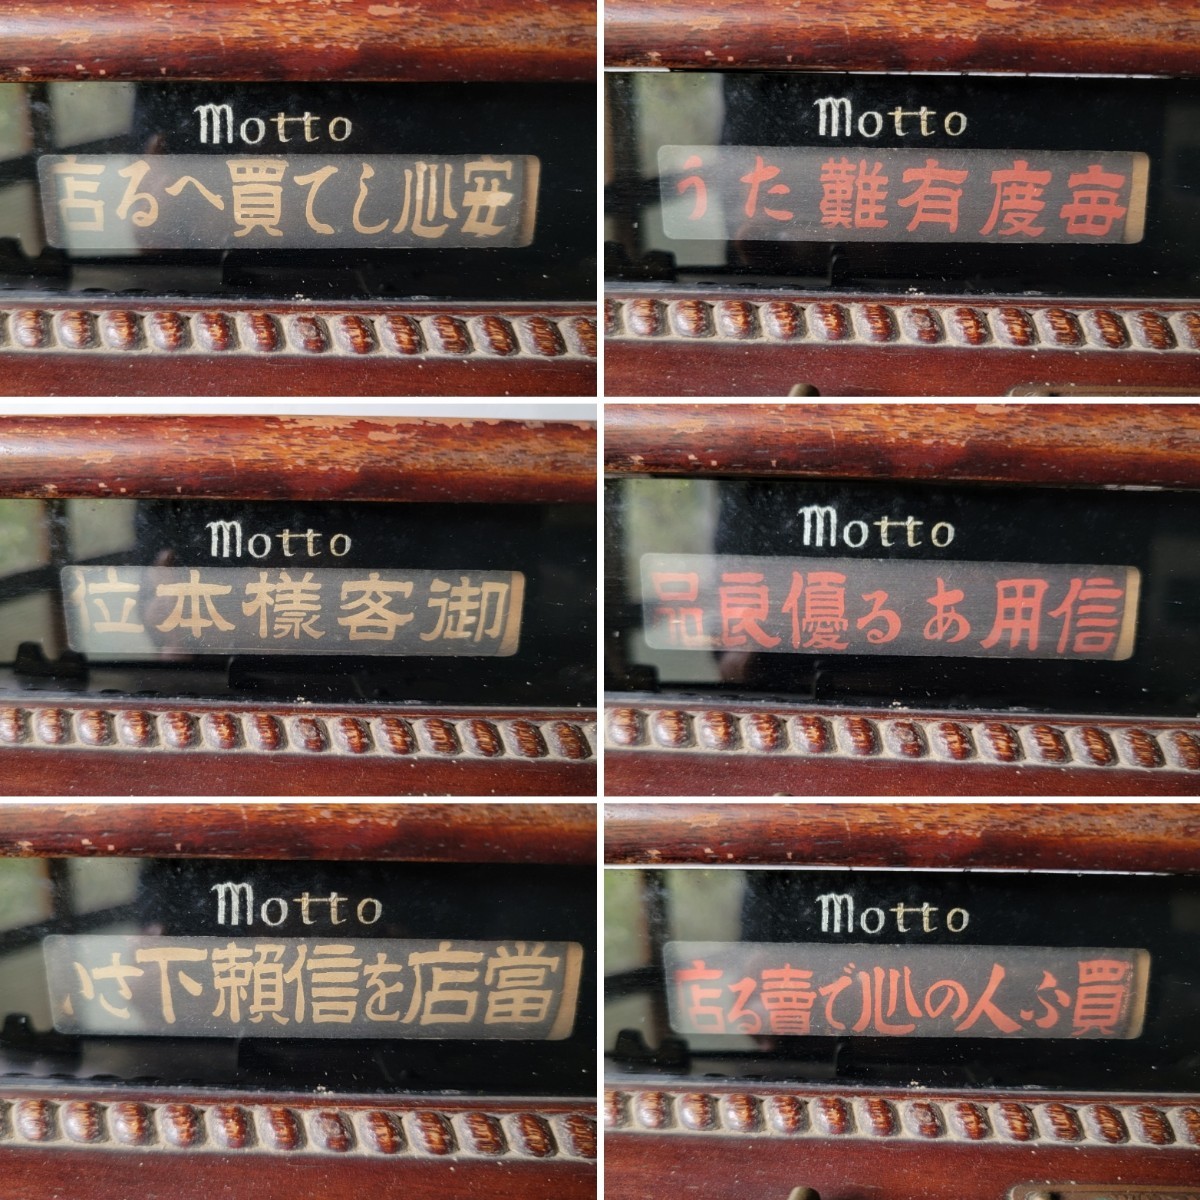 Motto
安心して買へる店
Motto
毎度有難たう
Motto
御客樣本位
Motto
信用ある優良品
Motto
當店を信賴下さい
Motto
買ふ人の心で賣る店